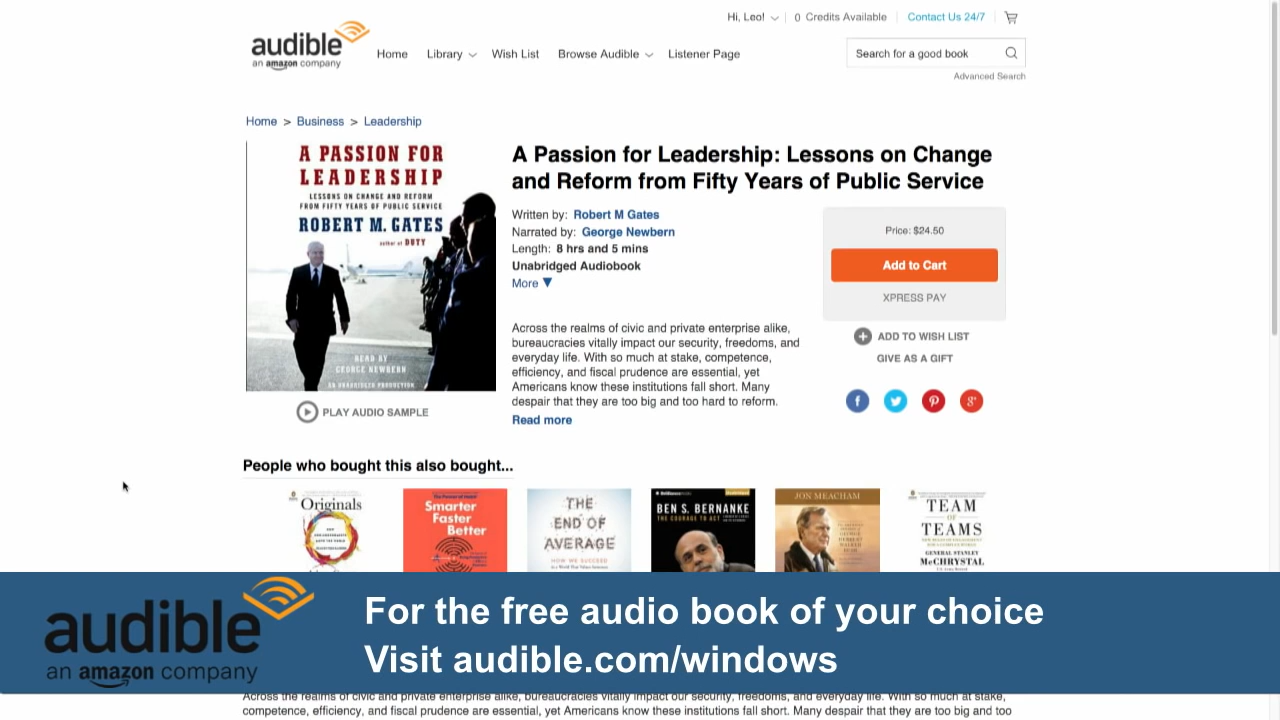 Hi, Leo!
0 Credits Available
Contact Us 24/7
audible
an amazon company
Home
Library
Wish List
Browse Audible
Listener Page
Search for a good book
Advanced Search
Home > Business > Leadership
A PASSION FOR
LEADERSHIP
LESSONS ON CHANGE AND REFORM
FROM FIFTY YEARS OF PUBLIC SERVICE
ROBERT M. GATES
author of DUTY
READ BY
GEORGE NEWBERN
AN UNABRIDGED PRODUCTION
PLAY AUDIO SAMPLE
A Passion for Leadership: Lessons on Change
and Reform from Fifty Years of Public Service
Written by: Robert M Gates
Narrated by: George Newbern
Length: 8 hrs and 5 mins
Unabridged Audiobook
More
Across the realms of civic and private enterprise alike,
bureaucracies vitally impact our security, freedoms, and
everyday life. With so much at stake, competence,
efficiency, and fiscal prudence are essential, yet
Americans know these institutions fall short. Many
despair that they are too big and too hard to reform.
Read more
Price: $24.50
Add to Cart
XPRESS PAY
ADD TO WISH LIST
GIVE AS A GIFT
People who bought this also bought...
Originals
Smarter
Faster
Better
THE
END OF
AVERAGE
HOW WE SUCCEED
BEN S. BERNANKE
THE COURAGE TO ACT
JON MEACHAM
TEAM
OF
TEAMS
GENERAL STANLEY
McCHRYSTAL
audible
an amazon company
For the free audio book of your choice
Visit audible.com/windows
Across the realms of civic and private enterprise alike, bureaucracies vitally impact our security, freedoms, and everyday life. With so much at stake,
competence, efficiency, and fiscal prudence are essential, yet Americans know these institutions fall short. Many despair that they are too big and too